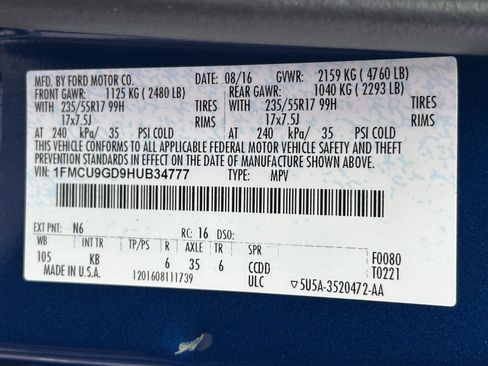 MFD. BY FORD MOTOR CO. DATE: 08/16 GVWR: 2159 KG ( 4760 LB)
FRONT GAWR: 1125 KG ( 2480 LB) REAR GAWR: 1040 KG ( 2293 LB)
WITH 235/55R17 99H TIRES WITH 235/55R17 99H TIRES
17x7.5J RIMS 17x7.5J RIMS
AT 240 kPa/ 35 PSI COLD AT 240 kPa/ 35 PSI COLD
THIS VEHICLE CONFORMS TO ALL APPLICABLE FEDERAL MOTOR VEHICLE SAFETY, BUMPER, AND THEFT PREVENTION STANDARDS IN EFFECT ON THE DATE OF MANUFACTURE SHOWN ABOVE.
VIN: 1FMCU9GD9HUB34777 TYPE: MPV
EXT PNT: N6 RC: 16 DSO:
WB INT TR TP/PS R AXLE TR SPR F0080
105 KB 6 35 6 CCDD T0221
MADE IN U.S.A. 1201608111739 ULC 5U5A-3520472-AA